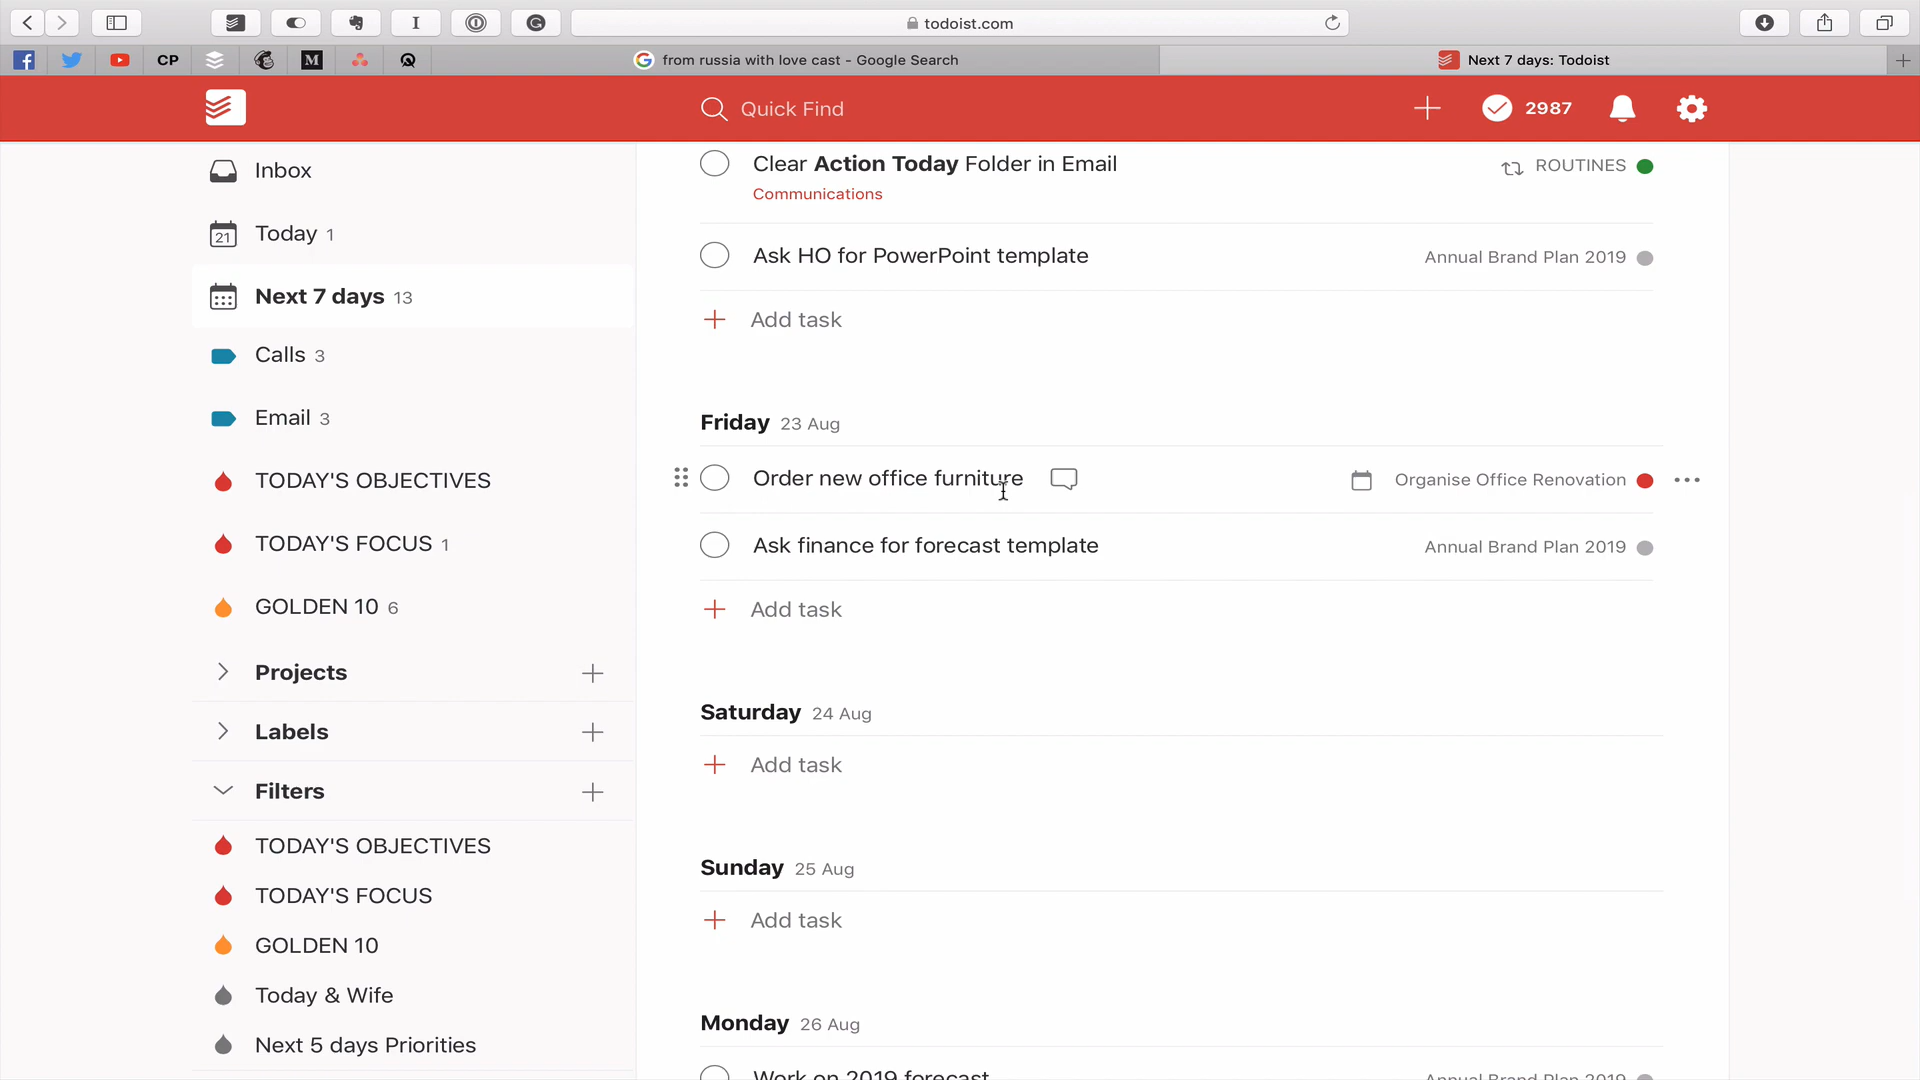 todoist.com
CP
M
from russia with love cast - Google Search
Next 7 days: Todoist
Quick Find
2987
Inbox
21
Today 1
Next 7 days 13
Calls 3
Email 3
TODAY'S OBJECTIVES
TODAY'S FOCUS 1
GOLDEN 10 6
Projects
Labels
Filters
TODAY'S OBJECTIVES
TODAY'S FOCUS
GOLDEN 10
Today & Wife
Next 5 days Priorities
Clear Action Today Folder in Email
ROUTINES
Communications
Ask HO for PowerPoint template
Annual Brand Plan 2019
Add task
Friday 23 Aug
Order new office furniture
Organise Office Renovation
Ask finance for forecast template
Annual Brand Plan 2019
Add task
Saturday 24 Aug
Add task
Sunday 25 Aug
Add task
Monday 26 Aug
Work on 2019 forecast
Annual Brand Plan 2019